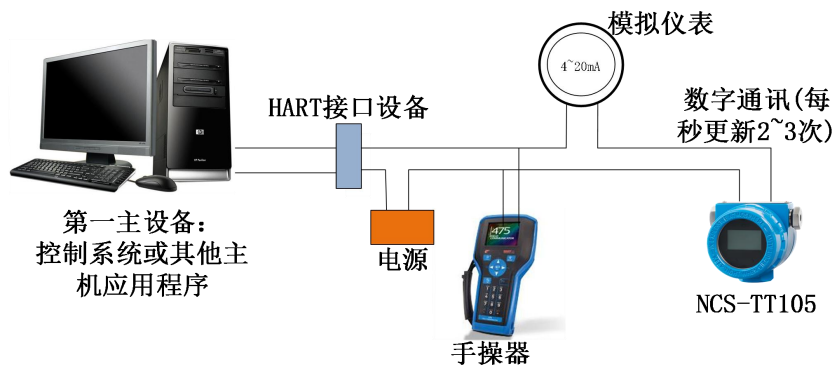 模拟仪表
4~20mA
HART接口设备
数字通讯(每
秒更新2~3次)
第一主设备:
控制系统或其他主
机应用程序
电源
475
手操器
NCS-TT105